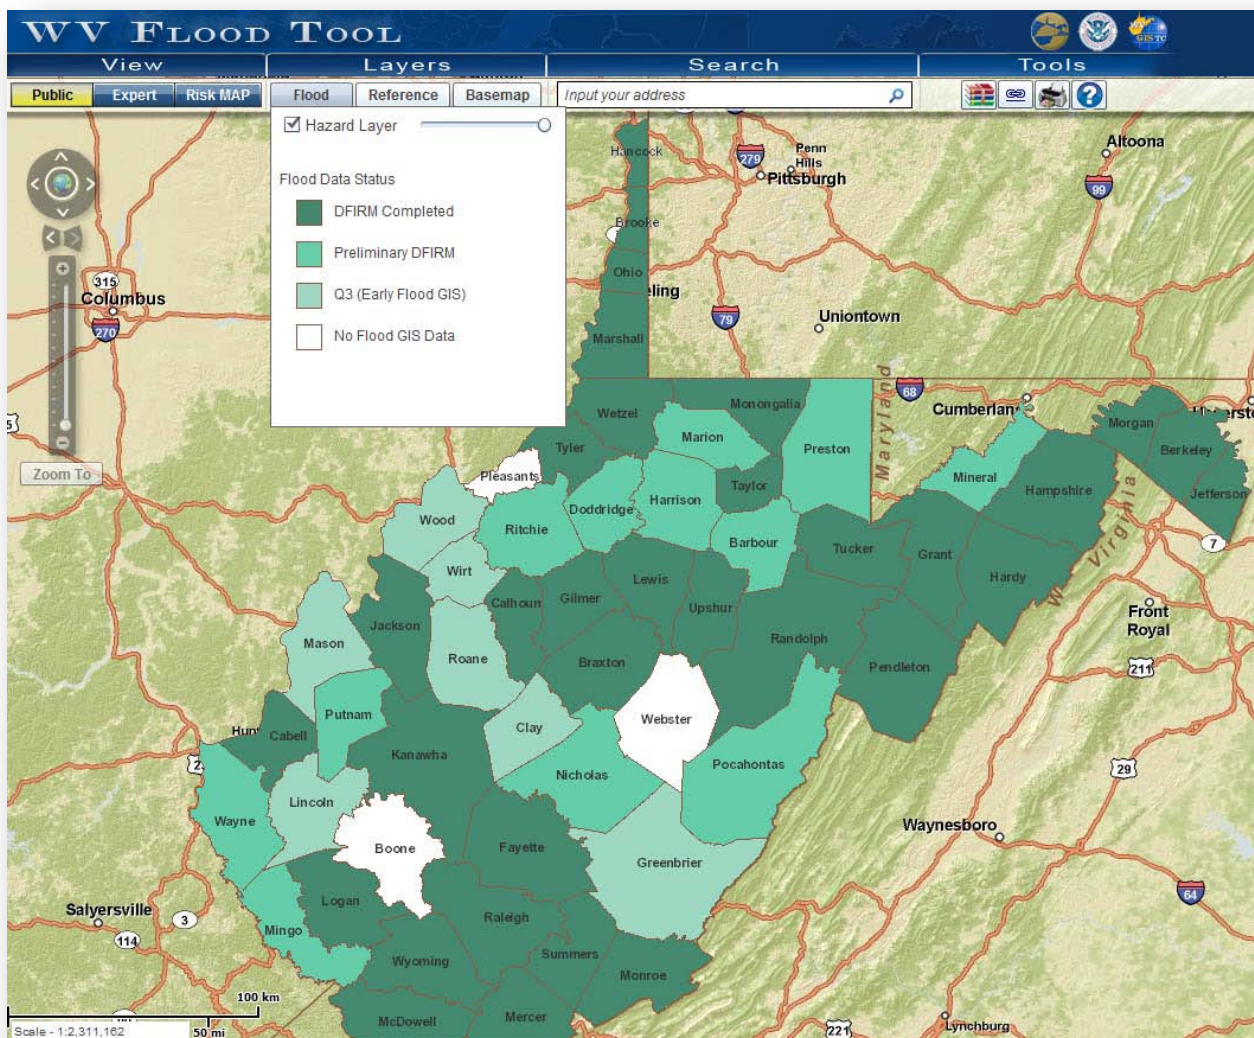 WV FLOOD TOOL
GIS TC
View Layers Search Tools
Public Expert Risk MAP Flood Reference Basemap Input your address
Hazard Layer
Flood Data Status
DFIRM Completed
Preliminary DFIRM
Q3 (Early Flood GIS)
No Flood GIS Data
Zoom To
315
Columbus
270
Hancock
279
Penn
Hills
Pittsburgh
Altoona
99
Brooke
Ohio
eling
79
Uniontown
Marshall
68
Maryland
Cumberlan
Wetzel
Monongalia
Morgan
Marion
Preston
Tyler
Berkeley
Pleasants
Mineral
Taylor
Hampshire
Jefferson
Harrison
Doddridge
Wood
Ritchie
Barbour
Tucker
Grant
7
Virginia
Wirt
Lewis
Hardy
Calhoun
Gilmer
Upshur
Front
Royal
Jackson
Randolph
Mason
Roane
Braxton
Pendleton
211
Putnam
Webster
Clay
Cabell
Kanawha
Nicholas
Pocahontas
29
Lincoln
Wayne
Waynesboro
Boone
Fayette
Greenbrier
64
Logan
Salyersville
3
Raleigh
114
Mingo
Summers
Wyoming
Monroe
100 km
McDowell
Mercer
Lynchburg
221
Scale - 1:2,311,162
50 mi